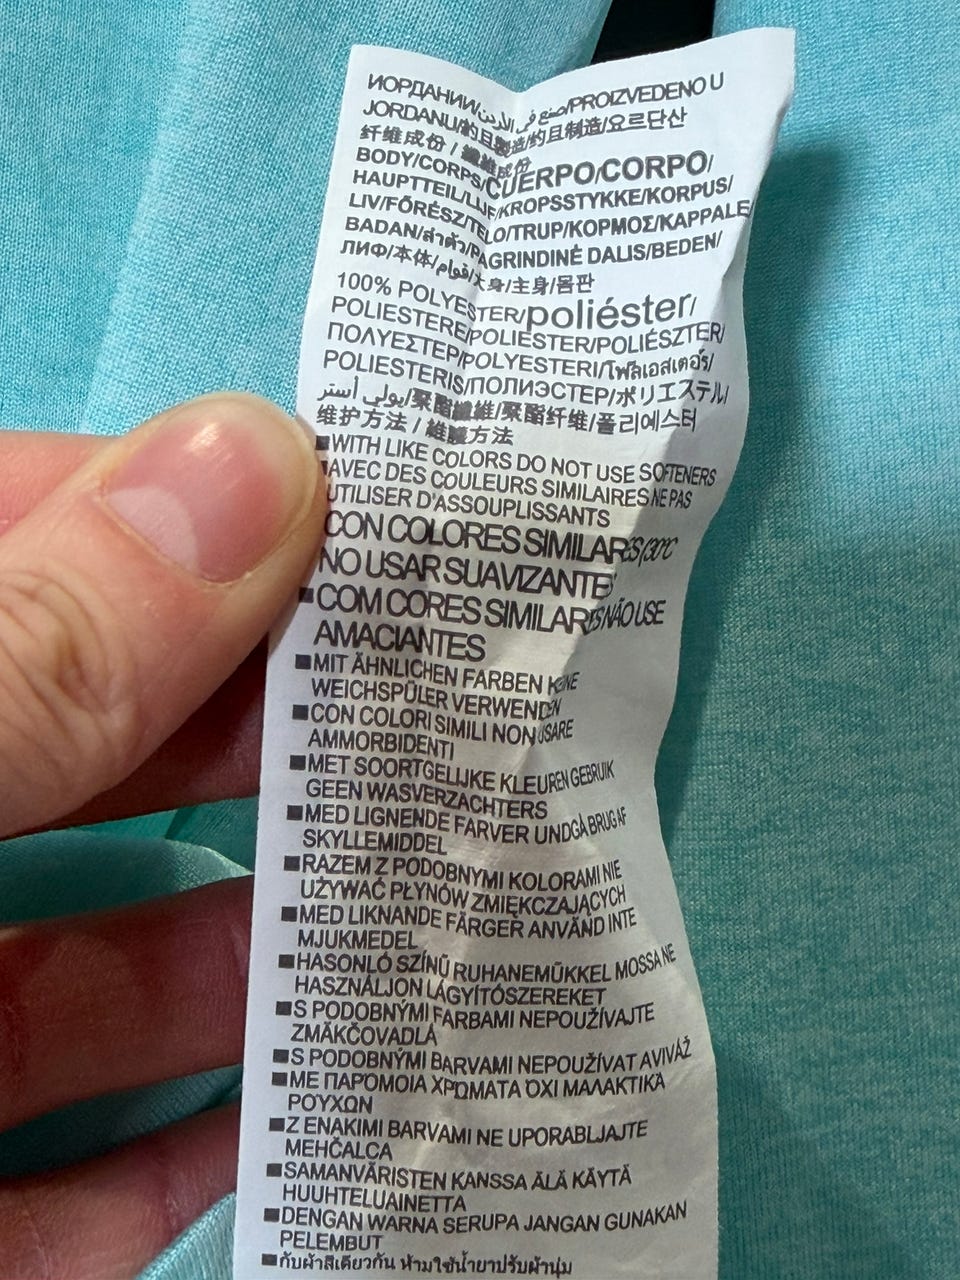 ИОРДАНИИ/صنع في الاردن/PROIZVEDENO U
JORDANU/约旦製造/约旦制造/요르단산
纤维成份 / 纖維成份
BODY/CORPS/CUERPO/CORPO/
HAUPTTEIL/LIJF/KROPSSTYKKE/KORPUS/
LIV/FŐRÉSZ/TELO/TRUP/ΚΟΡΜΟΣ/KAPPALE/
BADAN/ลำตัว/PAGRINDINĖ DALIS/BEDEN/
ЛИФ/本体/قوام/大身/主身/몸판
100% POLYESTER/poliéster/
POLIESTERE/POLIESTER/POLIÉSZTER/
ΠΟΛΥΕΣΤΕΡ/POLYESTERI/โพลีเอสเตอร์/
POLIESTERIS/ПОЛИЭСТЕР/ポリエステル/
بولي أستر/聚酯纖維/聚酯纤维/폴리에스터
维护方法 / 維護方法
■WITH LIKE COLORS DO NOT USE SOFTENERS
■AVEC DES COULEURS SIMILAIRES NE PAS
UTILISER D'ASSOUPLISSANTS
CON COLORES SIMILARES/30°C
NO USAR SUAVIZANTES
■COM CORES SIMILARES NÃO USE
AMACIANTES
■MIT ÄHNLICHEN FARBEN KEINE
WEICHSPÜLER VERWENDEN
■CON COLORI SIMILI NON USARE
AMMORBIDENTI
■MET SOORTGELIJKE KLEUREN GEBRUIK
GEEN WASVERZACHTERS
■MED LIGNENDE FARVER UNDGÅ BRUG AF
SKYLLEMIDDEL
■RAZEM Z PODOBNYMI KOLORAMI NIE
UŻYWAĆ PŁYNÓW ZMIĘKCZAJĄCYCH
■MED LIKNANDE FÄRGER ANVÄND INTE
MJUKMEDEL
■HASONLÓ SZÍNŰ RUHANEMŰKKEL MOSSA NE
HASZNÁLJON LÁGYÍTÓSZEREKET
■S PODOBNÝMI FARBAMI NEPOUŽÍVAJTE
ZMÄKČOVADLÁ
■S PODOBNÝMI BARVAMI NEPOUŽÍVAT AVIVÁŽ
■ΜΕ ΠΑΡΌΜΟΙΑ ΧΡΏΜΑΤΑ ΌΧΙ ΜΑΛΑΚΤΙΚΆ
ΡΟΎΧΩΝ
■Z ENAKIMI BARVAMI NE UPORABLJAJTE
MEHČALCA
■SAMANVÄRISTEN KANSSA ÄLÄ KÄYTÄ
HUUHTELUAINETTA
■DENGAN WARNA SERUPA JANGAN GUNAKAN
PELEMBUT
■กับผ้าสีเดียวกัน ห้ามใช้น้ำยาปรับผ้านุ่ม